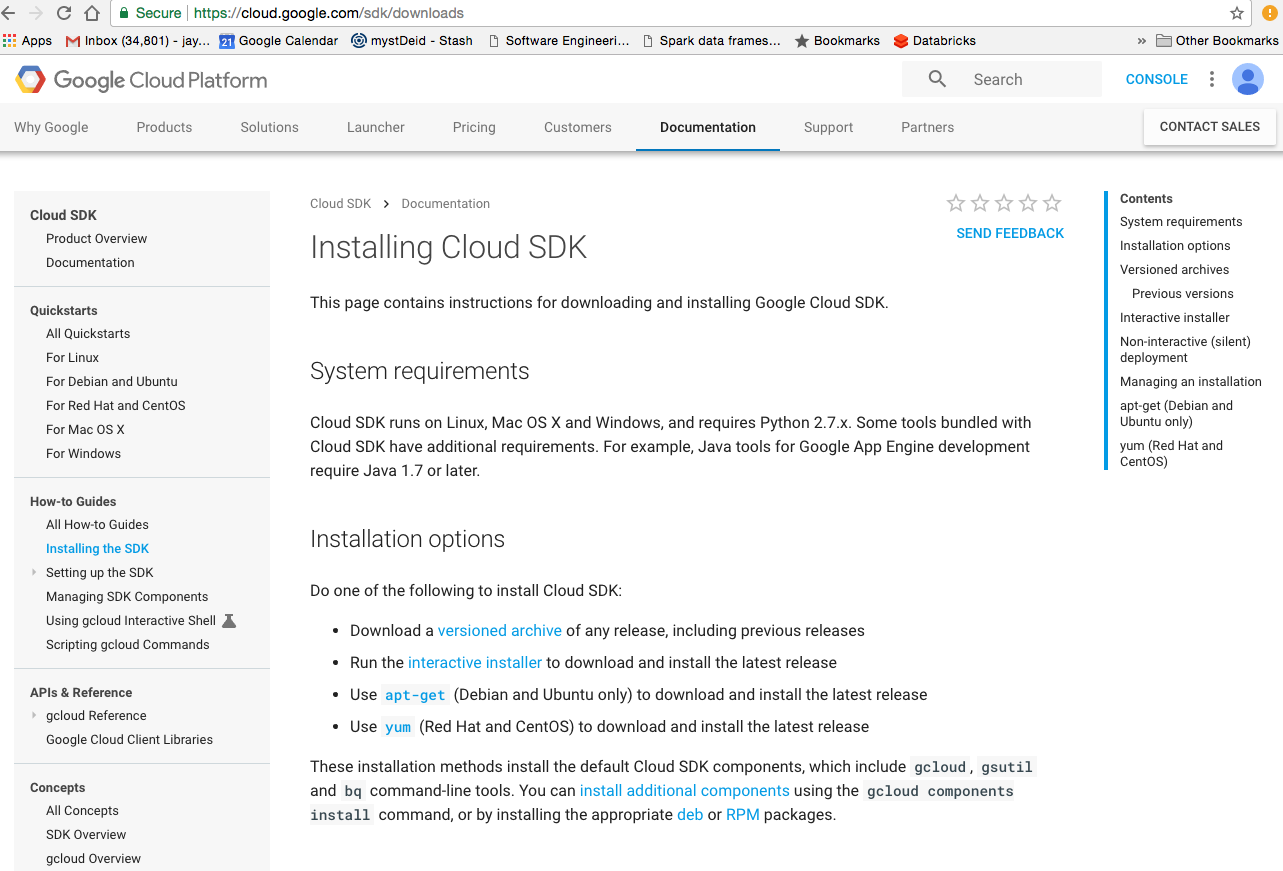 Secure https://cloud.google.com/sdk/downloads
Apps Inbox (34,801) - jay... 21 Google Calendar mystDeid - Stash Software Engineeri... Spark data frames... Bookmarks Databricks » Other Bookmarks
Google Cloud Platform Search CONSOLE
Why Google Products Solutions Launcher Pricing Customers Documentation Support Partners CONTACT SALES
Cloud SDK
Product Overview
Documentation
Quickstarts
All Quickstarts
For Linux
For Debian and Ubuntu
For Red Hat and CentOS
For Mac OS X
For Windows
How-to Guides
All How-to Guides
Installing the SDK
Setting up the SDK
Managing SDK Components
Using gcloud Interactive Shell
Scripting gcloud Commands
APIs & Reference
gcloud Reference
Google Cloud Client Libraries
Concepts
All Concepts
SDK Overview
gcloud Overview
Cloud SDK > Documentation
SEND FEEDBACK
Installing Cloud SDK
This page contains instructions for downloading and installing Google Cloud SDK.
System requirements
Cloud SDK runs on Linux, Mac OS X and Windows, and requires Python 2.7.x. Some tools bundled with
Cloud SDK have additional requirements. For example, Java tools for Google App Engine development
require Java 1.7 or later.
Installation options
Do one of the following to install Cloud SDK:
• Download a versioned archive of any release, including previous releases
• Run the interactive installer to download and install the latest release
• Use apt-get (Debian and Ubuntu only) to download and install the latest release
• Use yum (Red Hat and CentOS) to download and install the latest release
These installation methods install the default Cloud SDK components, which include gcloud, gsutil
and bq command-line tools. You can install additional components using the gcloud components
install command, or by installing the appropriate deb or RPM packages.
Contents
System requirements
Installation options
Versioned archives
Previous versions
Interactive installer
Non-interactive (silent)
deployment
Managing an installation
apt-get (Debian and
Ubuntu only)
yum (Red Hat and
CentOS)